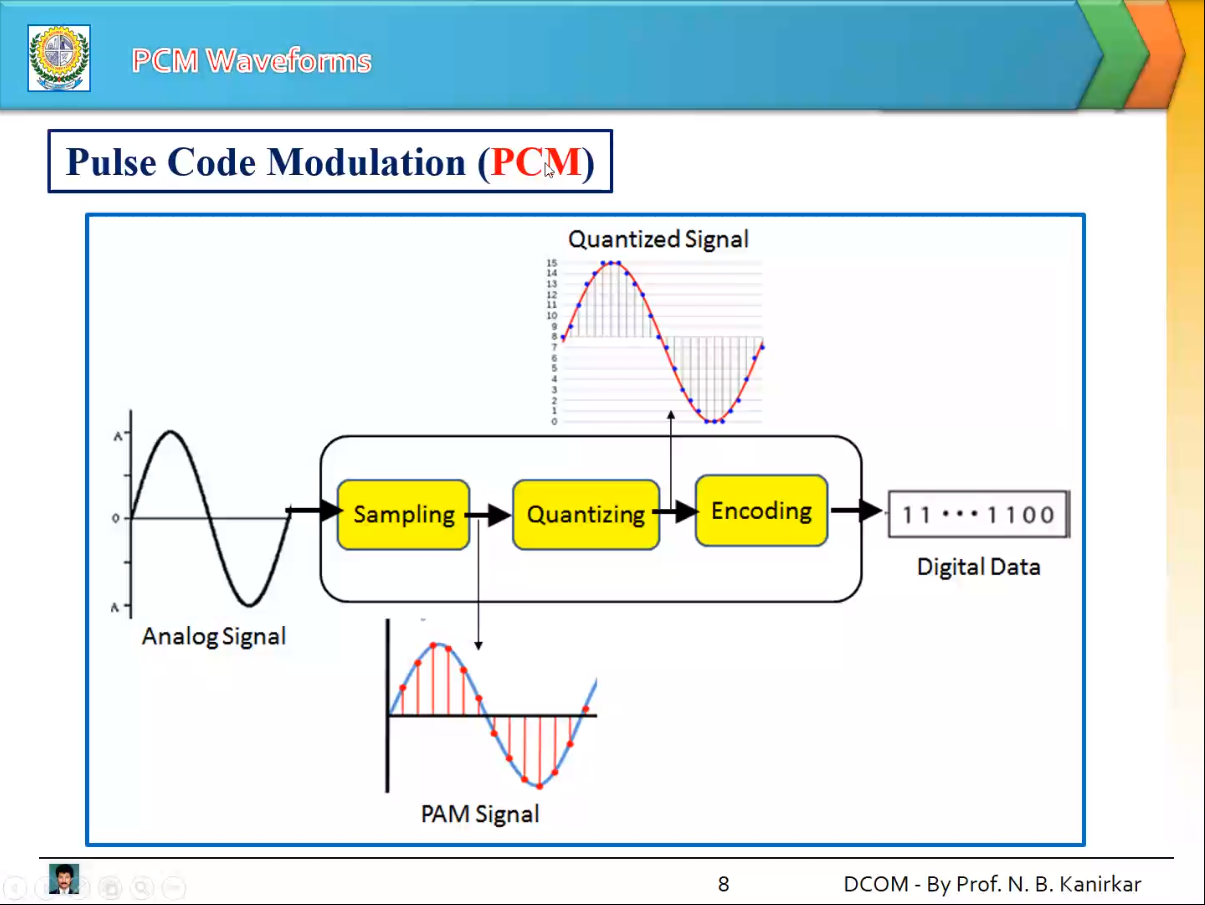 PCM Waveforms
Pulse Code Modulation (PCM)
Quantized Signal
15
14
13
12
11
10
9
8
7
6
5
4
3
2
1
0
A
0
A
Analog Signal
Sampling
Quantizing
Encoding
11 • • • 1100
Digital Data
PAM Signal
8
DCOM - By Prof. N. B. Kanirkar